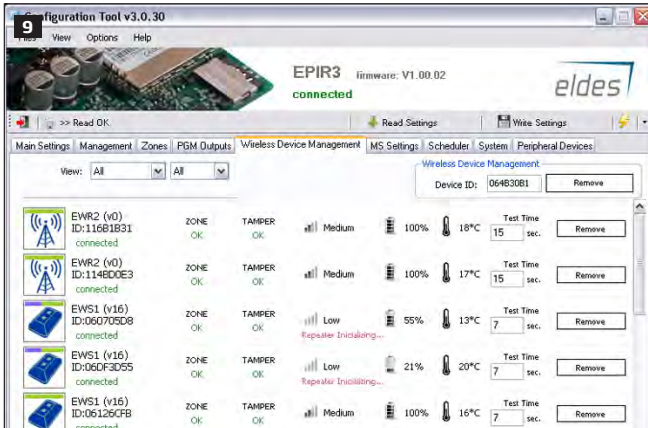 9
Configuration Tool v3.0.30
Files View Options Help
EPIR3 firmware: V1.00.02
connected
eldes
>> Read OK Read Settings Write Settings
Main Settings Management Zones PGM Outputs Wireless Device Management MS Settings Scheduler System Peripheral Devices
View: All All
Wireless Device Management
Device ID: 064B30B1 Remove
EWR2 (v0) ZONE TAMPER Test Time
ID:116B1B31 OK OK Medium 100% 18°C 15 sec. Remove
connected
EWR2 (v0) ZONE TAMPER Test Time
ID:114BD0E3 OK OK Medium 100% 17°C 15 sec. Remove
connected
EWS1 (v16) ZONE TAMPER Test Time
ID:060705D8 OK OK Low 55% 13°C 7 sec. Remove
connected Repeater Initializing...
EWS1 (v16) ZONE TAMPER Test Time
ID:06DF3D55 OK OK Low 21% 20°C 7 sec. Remove
connected Repeater Initializing...
EWS1 (v16) ZONE TAMPER Test Time
ID:06126CFB OK OK Medium 100% 16°C 7 sec. Remove
connected